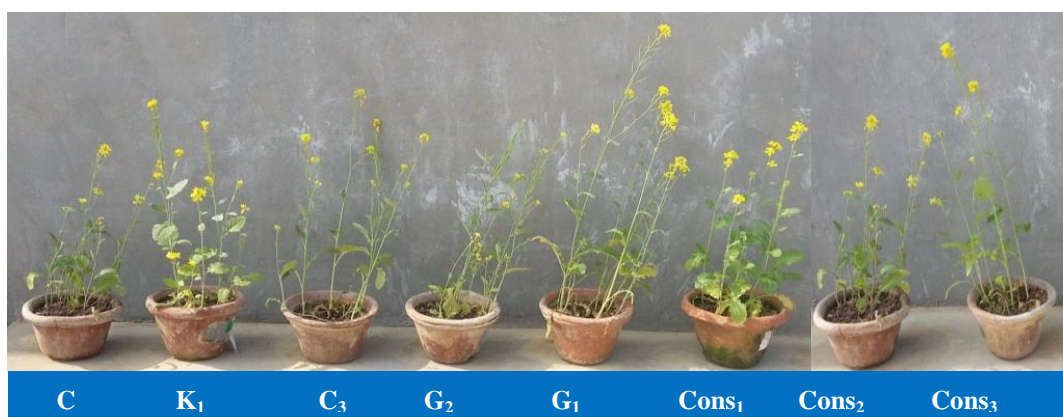 C K₁ C₃ G₂ G₁ Cons₁ Cons₂ Cons₃